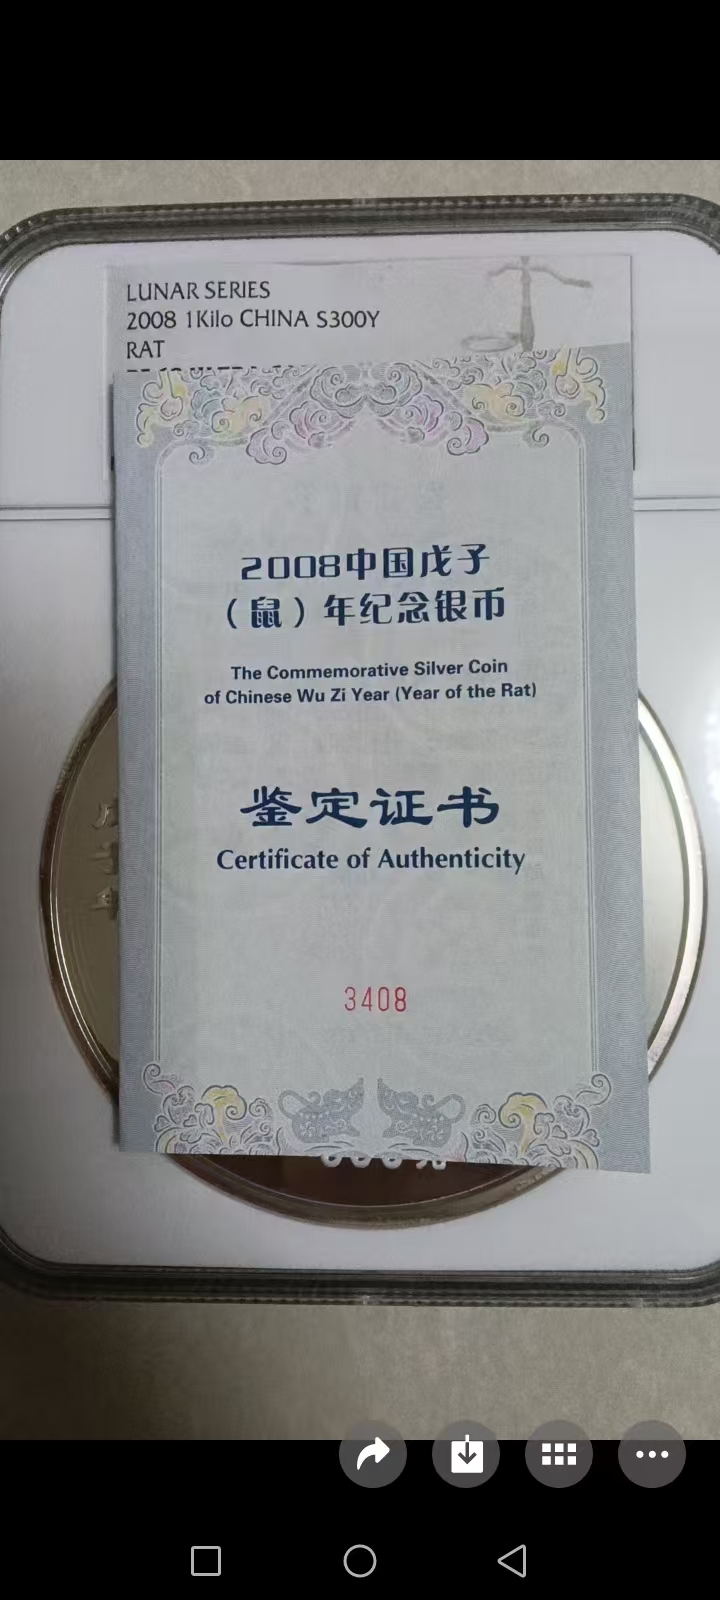 LUNAR SERIES
2008 1Kilo CHINA S300Y
RAT
2008中国戊子
（鼠）年纪念银币
The Commemorative Silver Coin
of Chinese Wu Zi Year (Year of the Rat)
鉴定证书
Certificate of Authenticity
3408